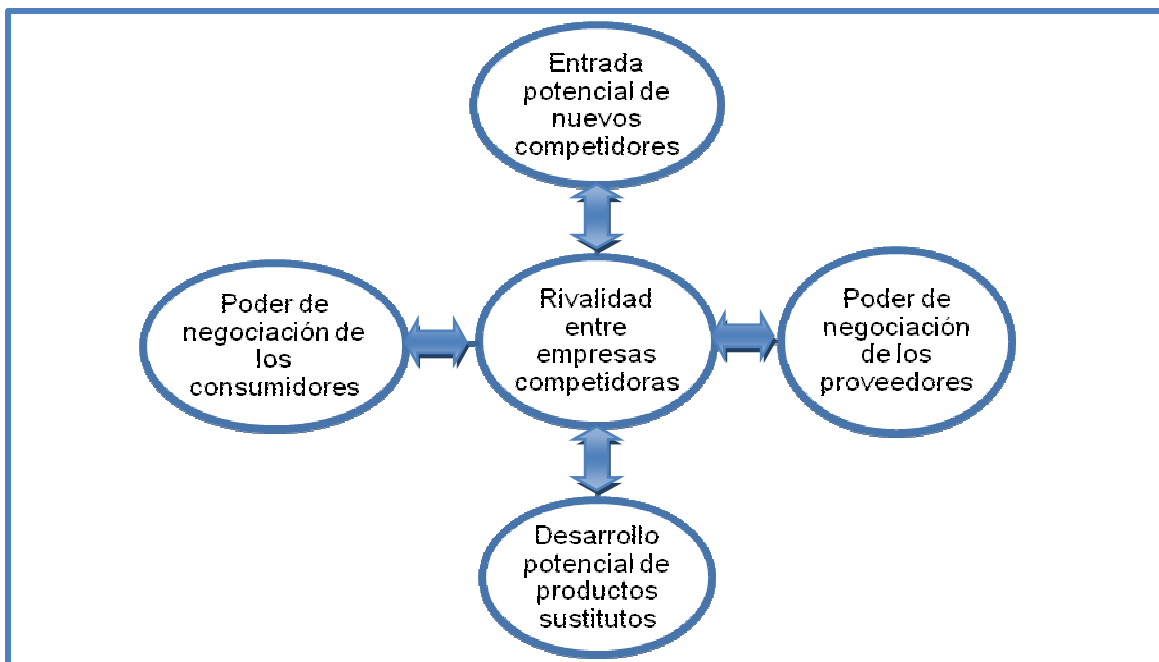 Entrada
potencial de
nuevos
competidores
Poder de
negociación de
los
consumidores
Rivalidad
entre
empresas
competidoras
Poder de
negociación
de los
proveedores
Desarrollo
potencial de
productos
sustitutos